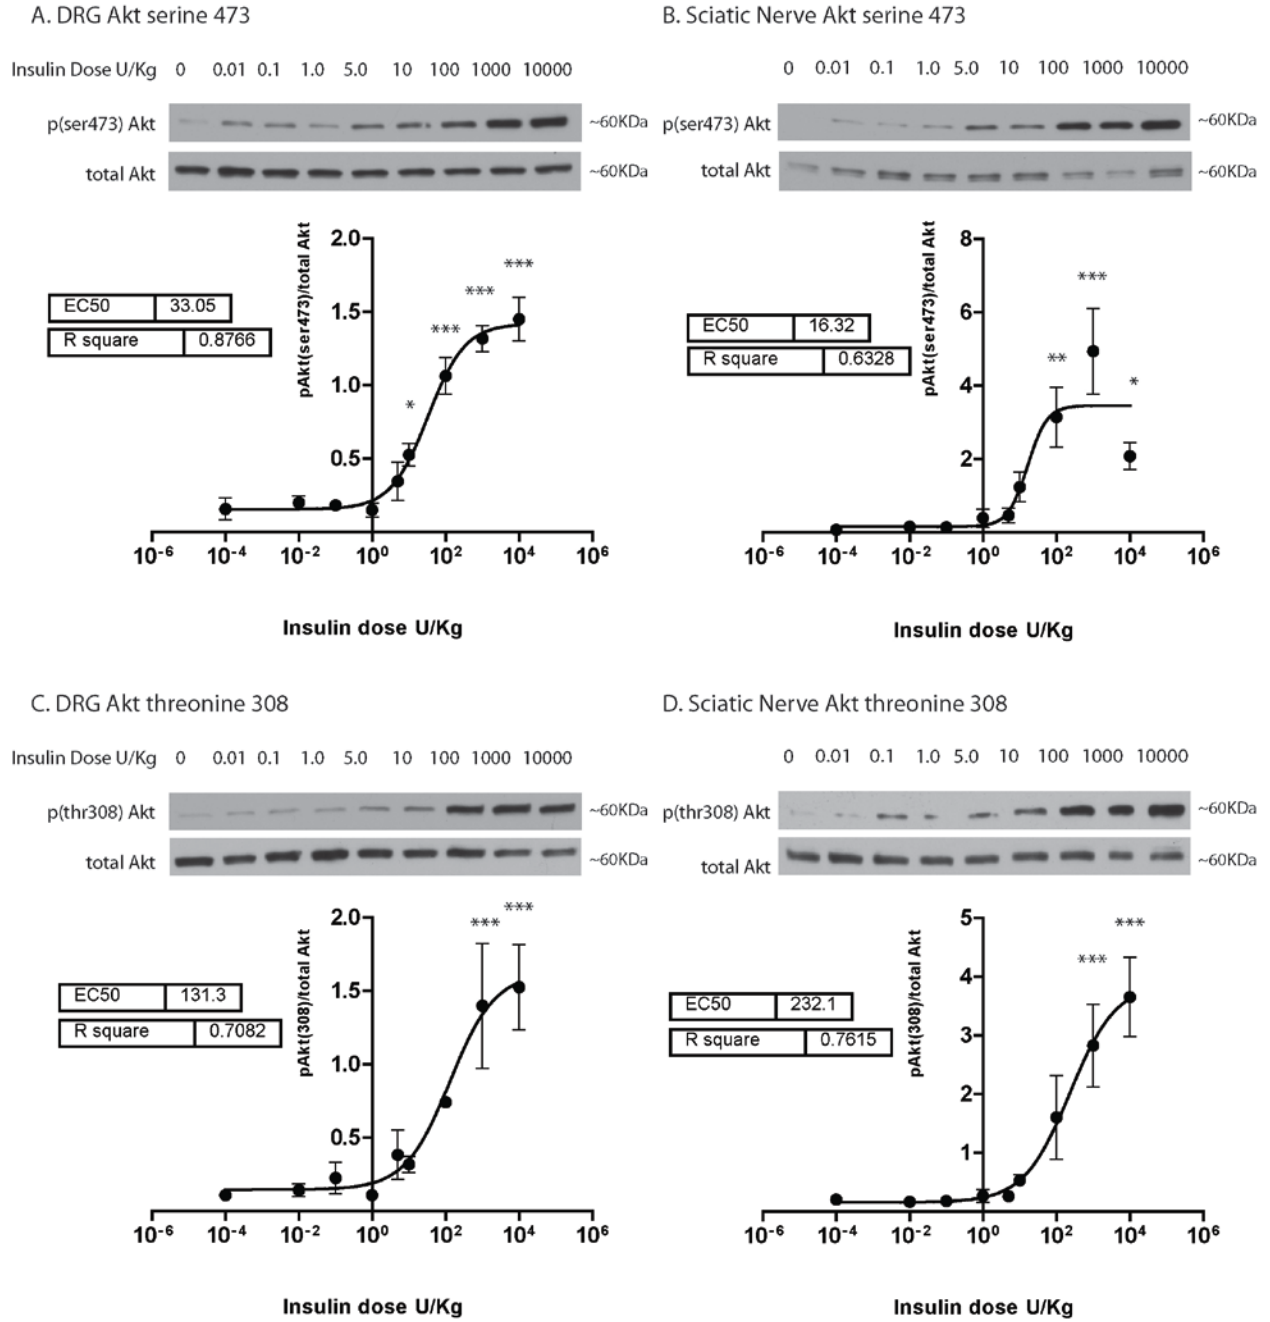 A. DRG Akt serine 473
Insulin Dose U/Kg 0 0.01 0.1 1.0 5.0 10 100 1000 10000
p(ser473) Akt ~60KDa
total Akt ~60KDa
pAkt(ser473)/total Akt
2.0
1.5
1.0
0.5
EC50 33.05
R square 0.8766
* *** *** ***
10-6 10-4 10-2 100 102 104 106
Insulin dose U/Kg
B. Sciatic Nerve Akt serine 473
0 0.01 0.1 1.0 5.0 10 100 1000 10000
p(ser473) Akt ~60KDa
total Akt ~60KDa
pAkt(ser473)/total Akt
8
6
4
2
EC50 16.32
R square 0.6328
** *** *
10-6 10-4 10-2 100 102 104 106
Insulin dose U/Kg
C. DRG Akt threonine 308
Insulin Dose U/Kg 0 0.01 0.1 1.0 5.0 10 100 1000 10000
p(thr308) Akt ~60KDa
total Akt ~60KDa
pAkt(308)/total Akt
2.0
1.5
1.0
0.5
EC50 131.3
R square 0.7082
*** ***
10-6 10-4 10-2 100 102 104 106
Insulin dose U/Kg
D. Sciatic Nerve Akt threonine 308
0 0.01 0.1 1.0 5.0 10 100 1000 10000
p(thr308) Akt ~60KDa
total Akt ~60KDa
pAkt(308)/total Akt
5
4
3
2
1
EC50 232.1
R square 0.7615
*** ***
10-6 10-4 10-2 100 102 104 106
Insulin dose U/Kg